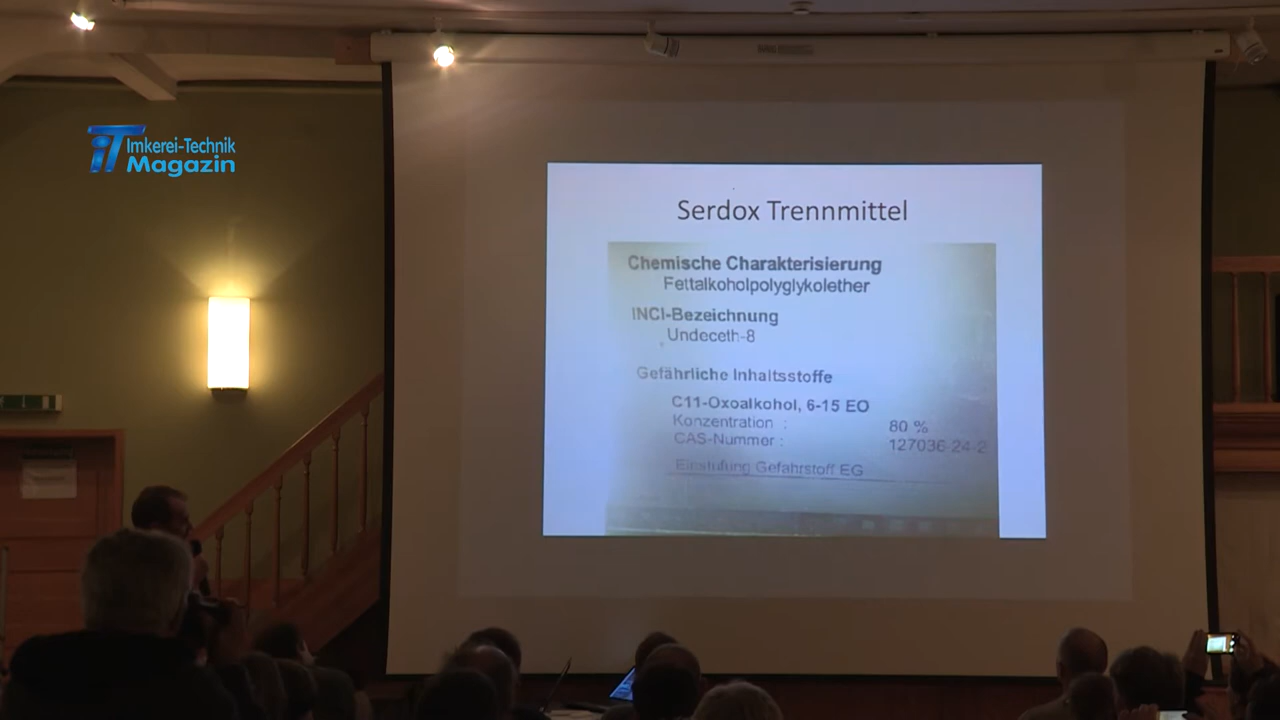 iT Imkerei-Technik
Magazin
Serdox Trennmittel
Chemische Charakterisierung
Fettalkoholpolyglykolether
INCI-Bezeichnung
Undeceth-8
Gefährliche Inhaltsstoffe
C11-Oxoalkohol, 6-15 EO
Konzentration : 80 %
CAS-Nummer : 127036-24-2
Einstufung Gefahrstoff EG